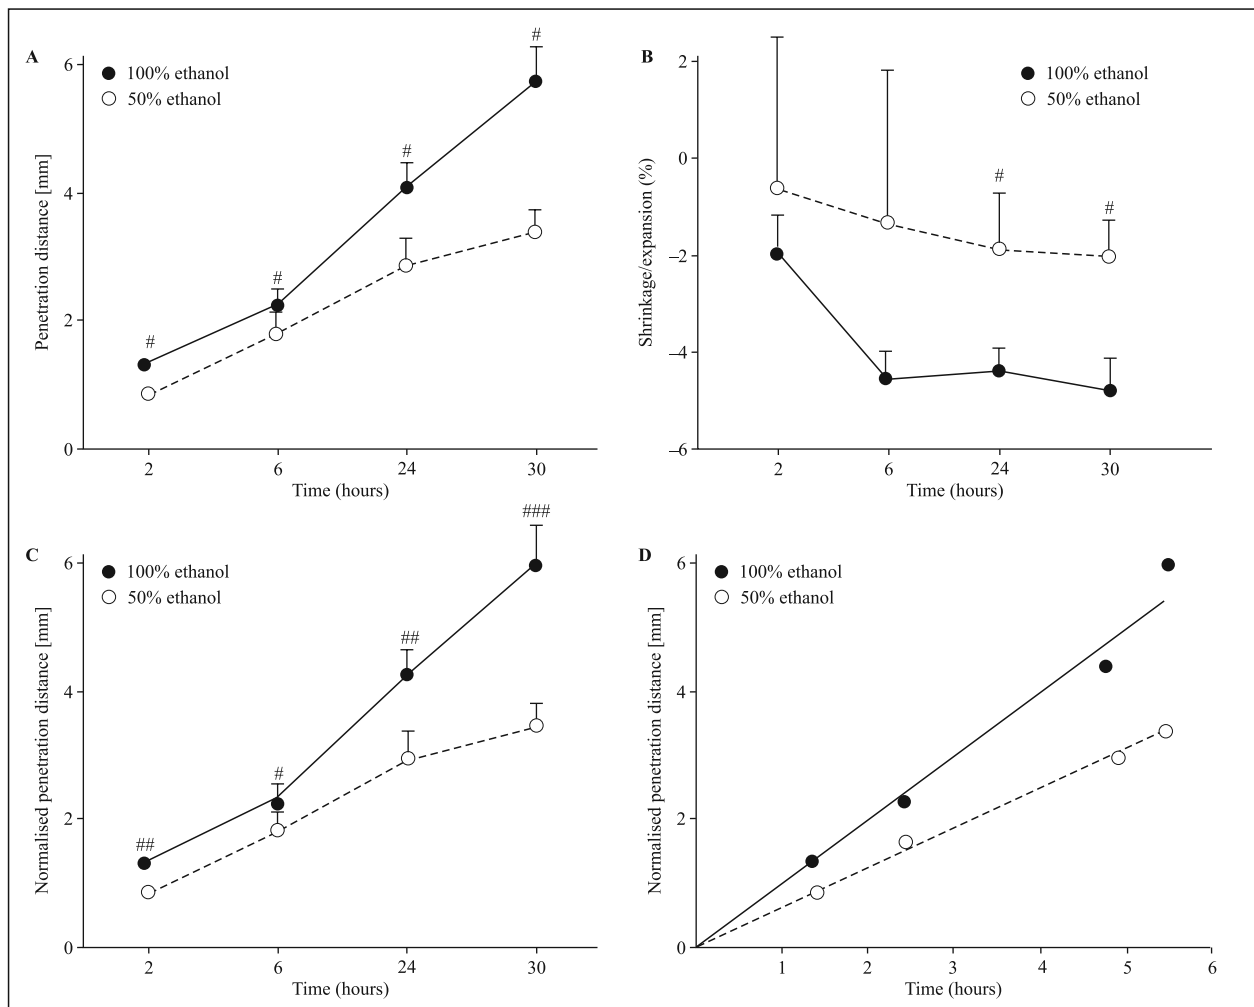 A
100% ethanol
50% ethanol
#
#
#
#
6
4
2
0
Penetration distance [mm]
2 6 24 30
Time (hours)
B
100% ethanol
50% ethanol
#
#
2
0
–2
–4
–6
Shrinkage/expansion (%)
2 6 24 30
Time (hours)
C
100% ethanol
50% ethanol
##
#
##
###
6
4
2
0
Normalised penetration distance [mm]
2 6 24 30
Time (hours)
D
100% ethanol
50% ethanol
6
4
2
0
Normalised penetration distance [mm]
1 2 3 4 5 6
Time (hours)